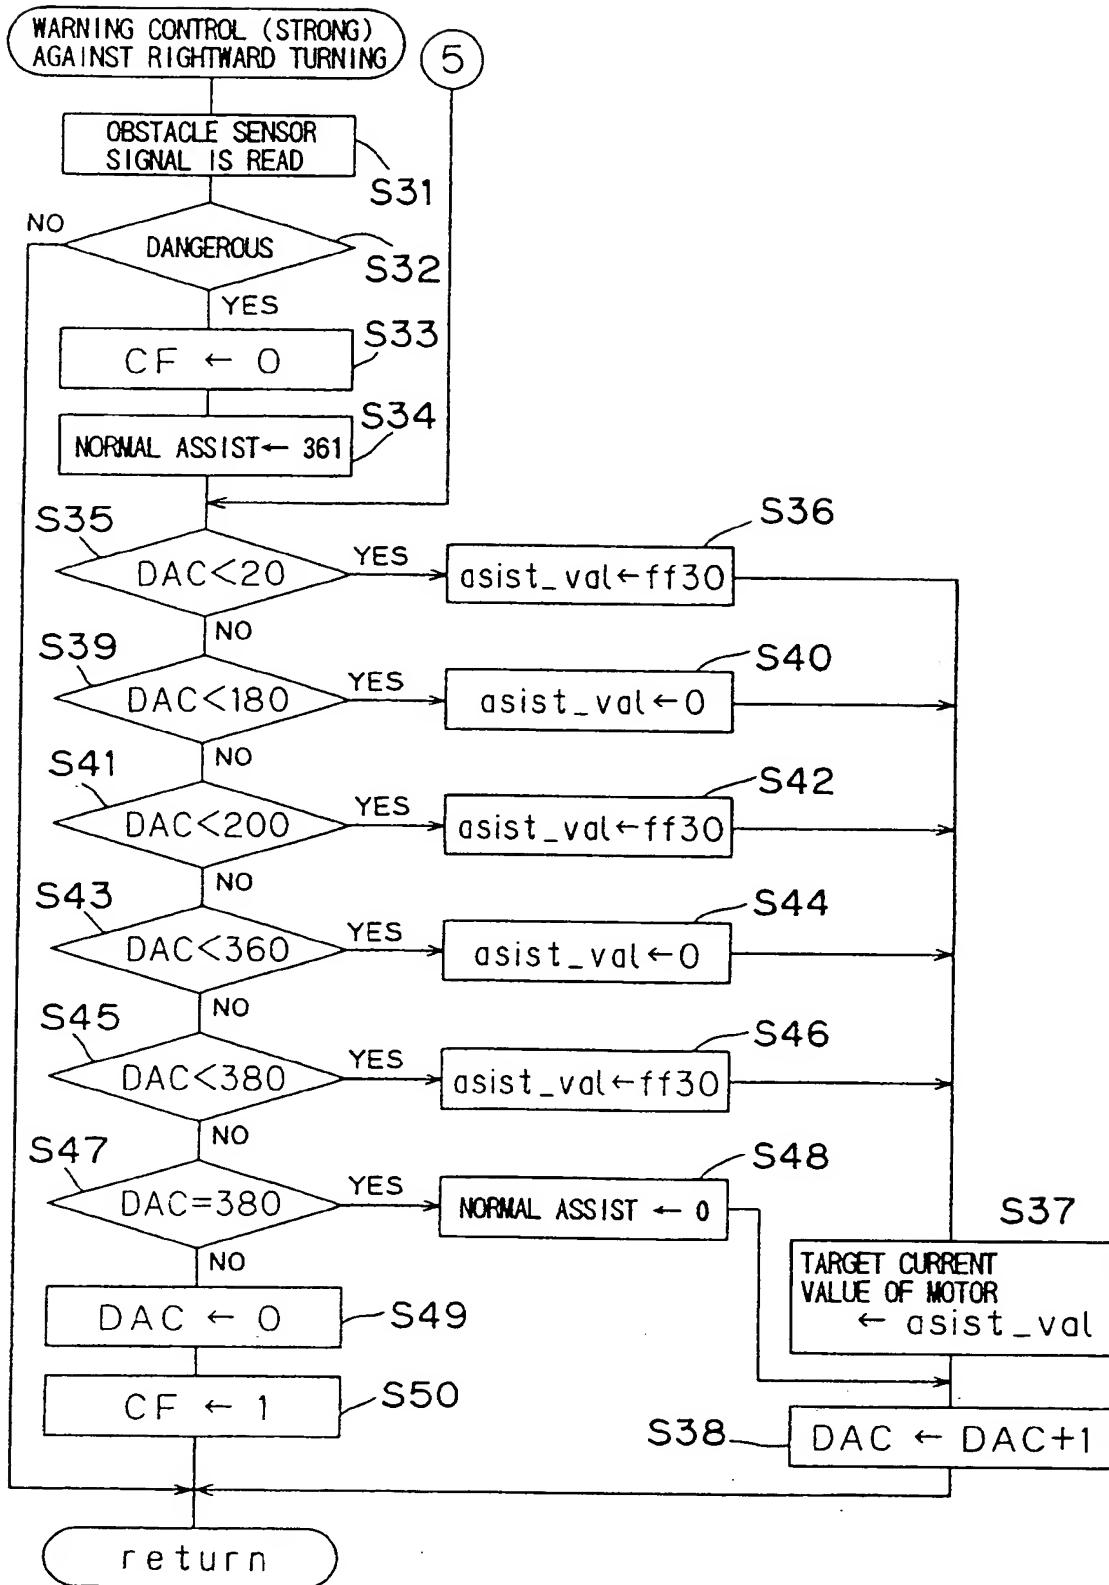 WARNING CONTROL (STRONG)
AGAINST RIGHTWARD TURNING
5
OBSTACLE SENSOR
SIGNAL IS READ
S31
NO
DANGEROUS
S32
YES
S33
CF ← 0
S34
NORMAL ASSIST← 361
S35
DAC<20
YES
S36
asist_val←ff30
NO
S39
DAC<180
YES
S40
asist_val←0
NO
S41
DAC<200
YES
S42
asist_val←ff30
NO
S43
DAC<360
YES
S44
asist_val←0
NO
S45
DAC<380
YES
S46
asist_val←ff30
NO
S47
DAC=380
YES
S48
NORMAL ASSIST ← 0
S37
TARGET CURRENT
VALUE OF MOTOR
← asist_val
NO
DAC ← 0
S49
CF ← 1
S50
S38
DAC ← DAC+1
return